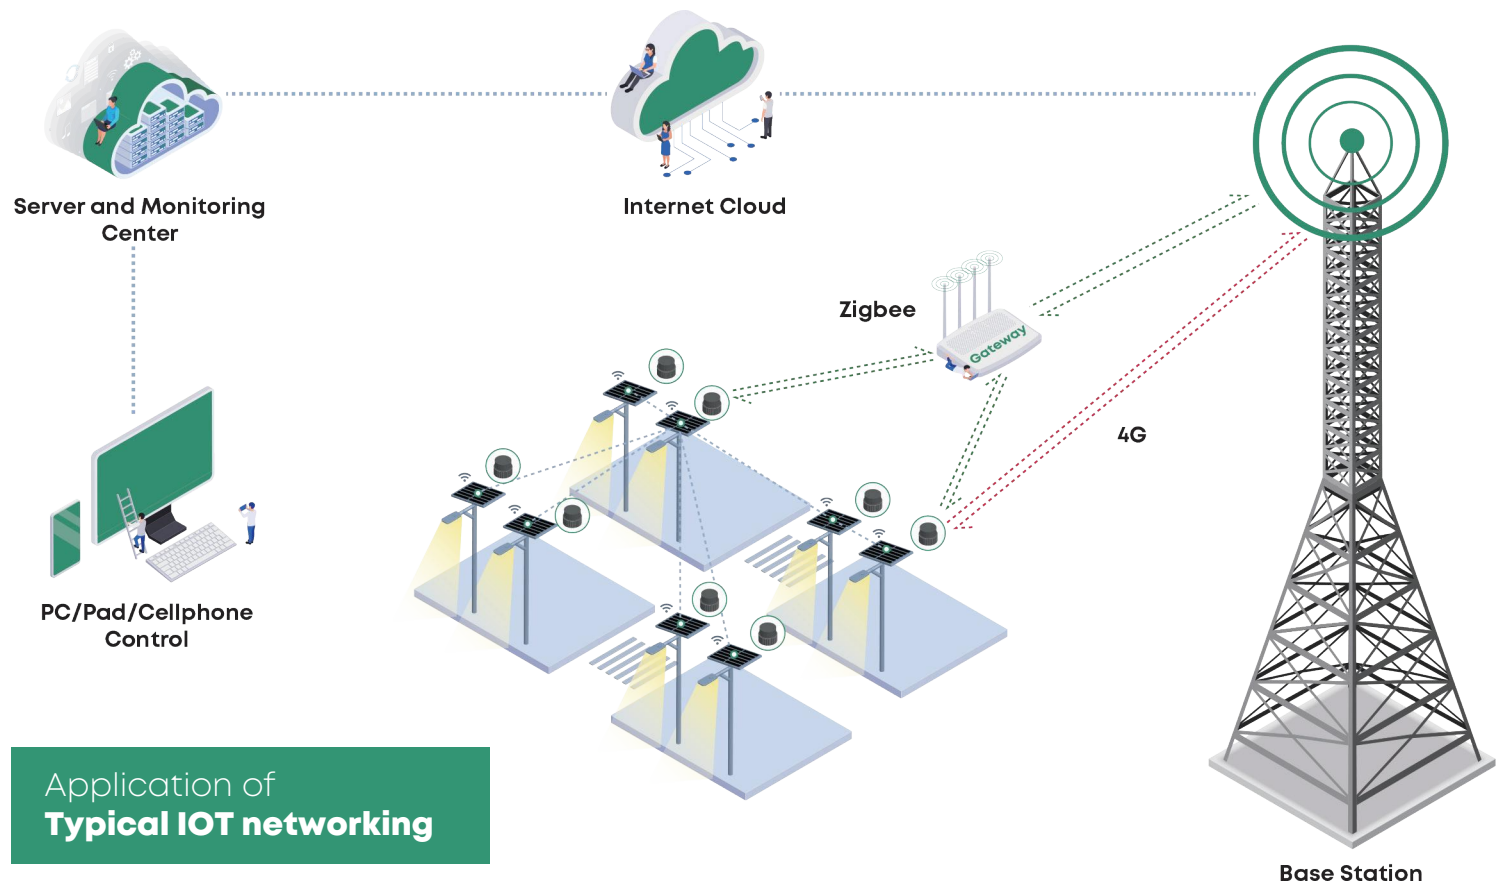 Server and Monitoring
Center
Internet Cloud
Zigbee
Gateway
4G
PC/Pad/Cellphone
Control
Application of
Typical IOT networking
Base Station